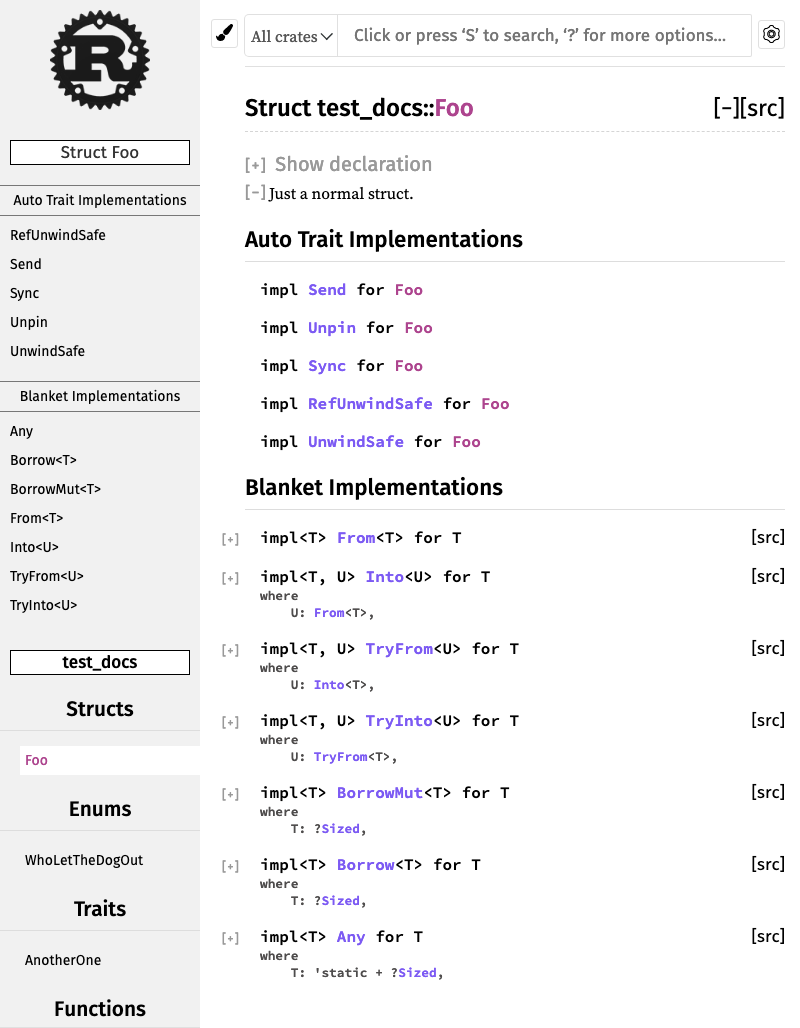 R
Struct Foo
Auto Trait Implementations
RefUnwindSafe
Send
Sync
Unpin
UnwindSafe
Blanket Implementations
Any
Borrow<T>
BorrowMut<T>
From<T>
Into<U>
TryFrom<U>
TryInto<U>
test_docs
Structs
Foo
Enums
WhoLetTheDogOut
Traits
AnotherOne
Functions
All crates Click or press ‘S’ to search, ‘?’ for more options...
Struct test_docs::Foo [−][src]
[+] Show declaration
[−] Just a normal struct.
Auto Trait Implementations
impl Send for Foo
impl Unpin for Foo
impl Sync for Foo
impl RefUnwindSafe for Foo
impl UnwindSafe for Foo
Blanket Implementations
[+] impl<T> From<T> for T [src]
[+] impl<T, U> Into<U> for T [src]
where
U: From<T>,
[+] impl<T, U> TryFrom<U> for T [src]
where
U: Into<T>,
[+] impl<T, U> TryInto<U> for T [src]
where
U: TryFrom<T>,
[+] impl<T> BorrowMut<T> for T [src]
where
T: ?Sized,
[+] impl<T> Borrow<T> for T [src]
where
T: ?Sized,
[+] impl<T> Any for T [src]
where
T: 'static + ?Sized,